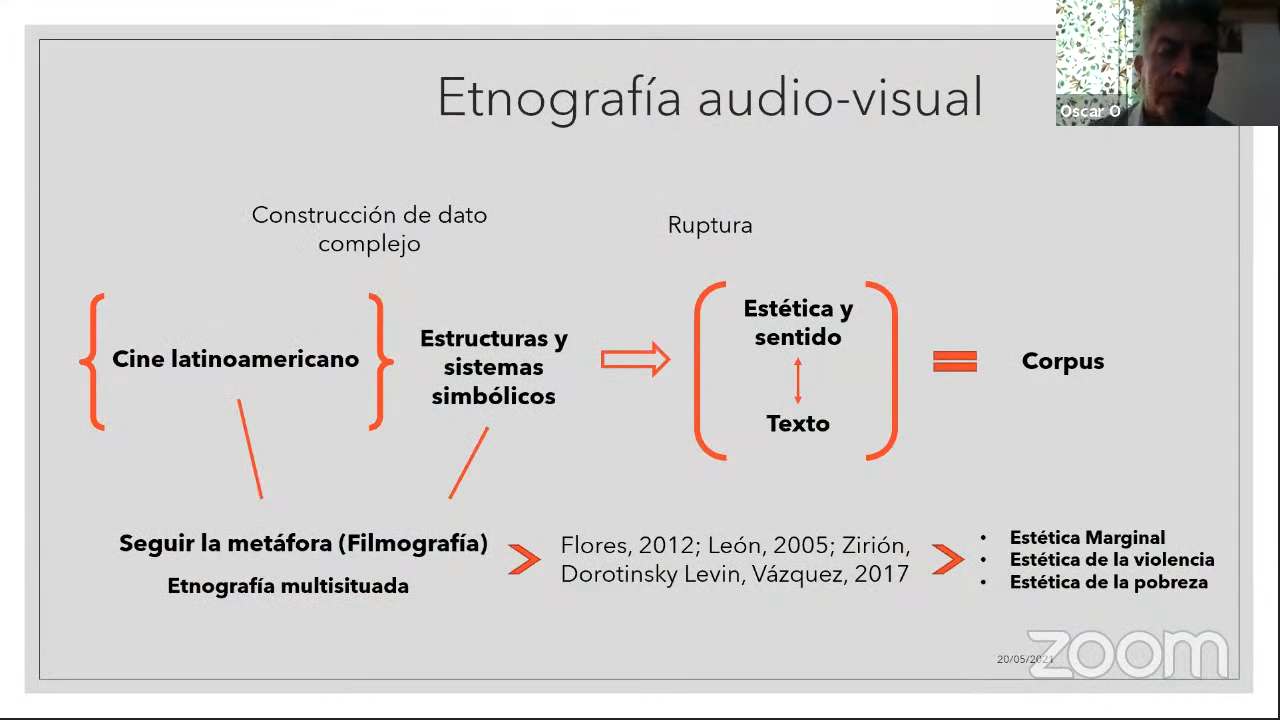 Etnografía audio-visual
Oscar O
Construcción de dato
complejo
Ruptura
Cine latinoamericano
Estructuras y
sistemas
simbólicos
Estética y
sentido
Texto
Corpus
Seguir la metáfora (Filmografía)
Etnografía multisituada
Flores, 2012; León, 2005; Zirión,
Dorotinsky Levin, Vázquez, 2017
• Estética Marginal
• Estética de la violencia
• Estética de la pobreza
20/05/2021
zoom